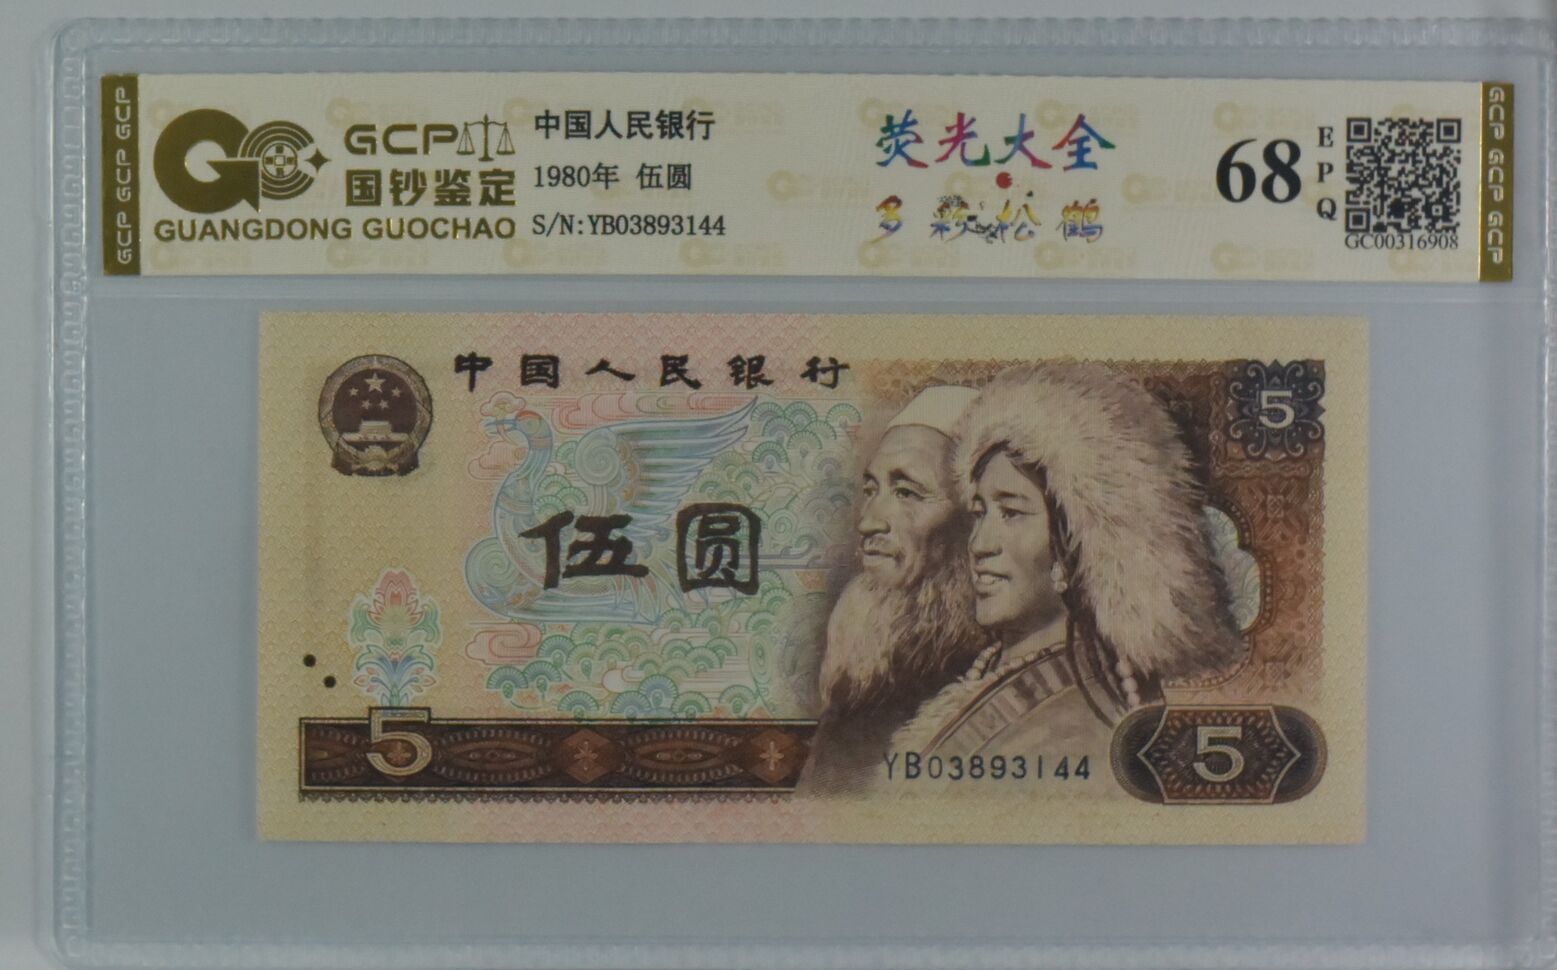 GCP GCP GCP
GCP
国钞鉴定
GUANGDONG GUOCHAO
中国人民银行
1980年 伍圆
S/N:YB03893144
荧光大全
多彩松鹤
68
EPQ
GC00316908
GCP GCP GCP
中国人民银行
5
伍圆
5
YB03893144
5